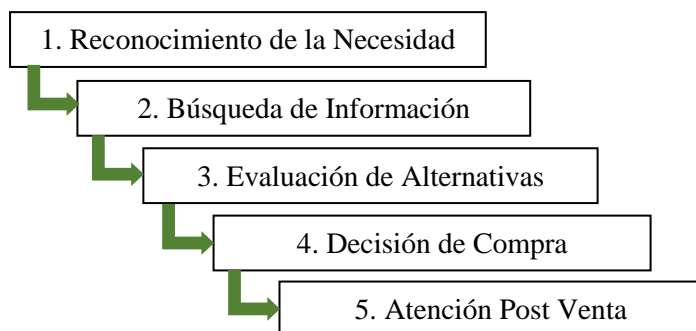 1. Reconocimiento de la Necesidad
2. Búsqueda de Información
3. Evaluación de Alternativas
4. Decisión de Compra
5. Atención Post Venta